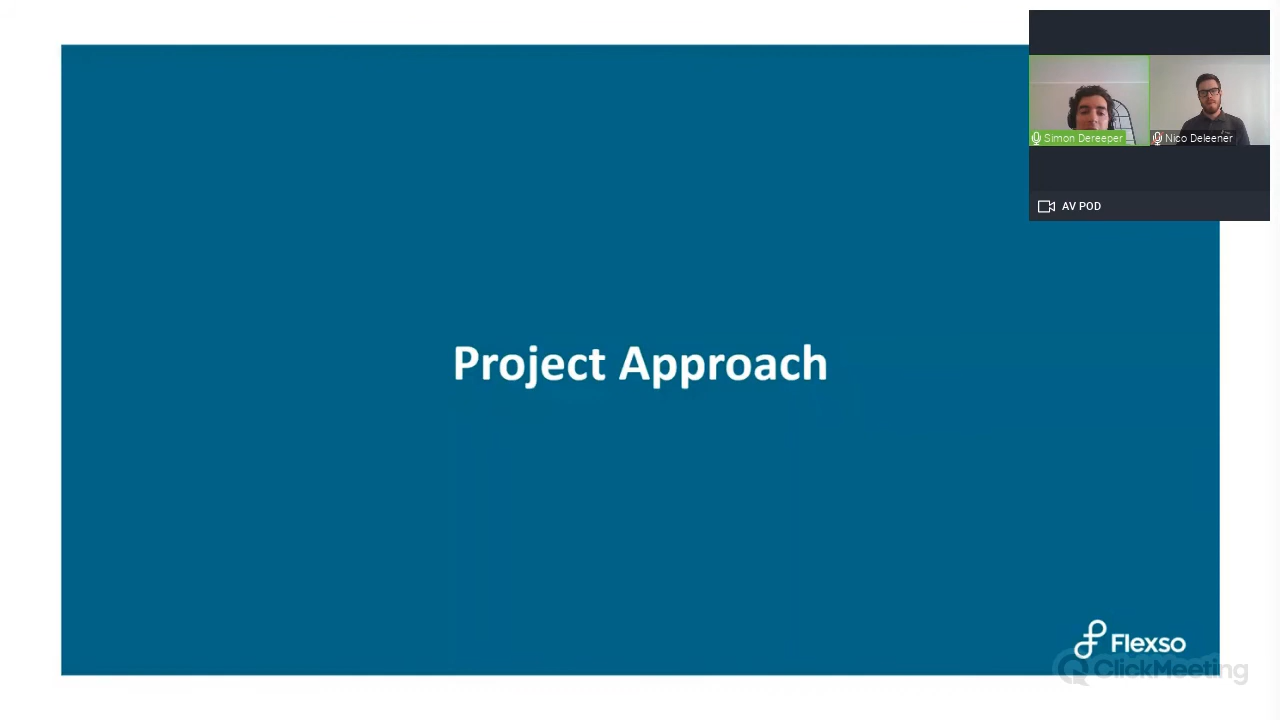 Simon Dereeper
Nico Deleener
AV POD
Project Approach
Flexso
ClickMeeting